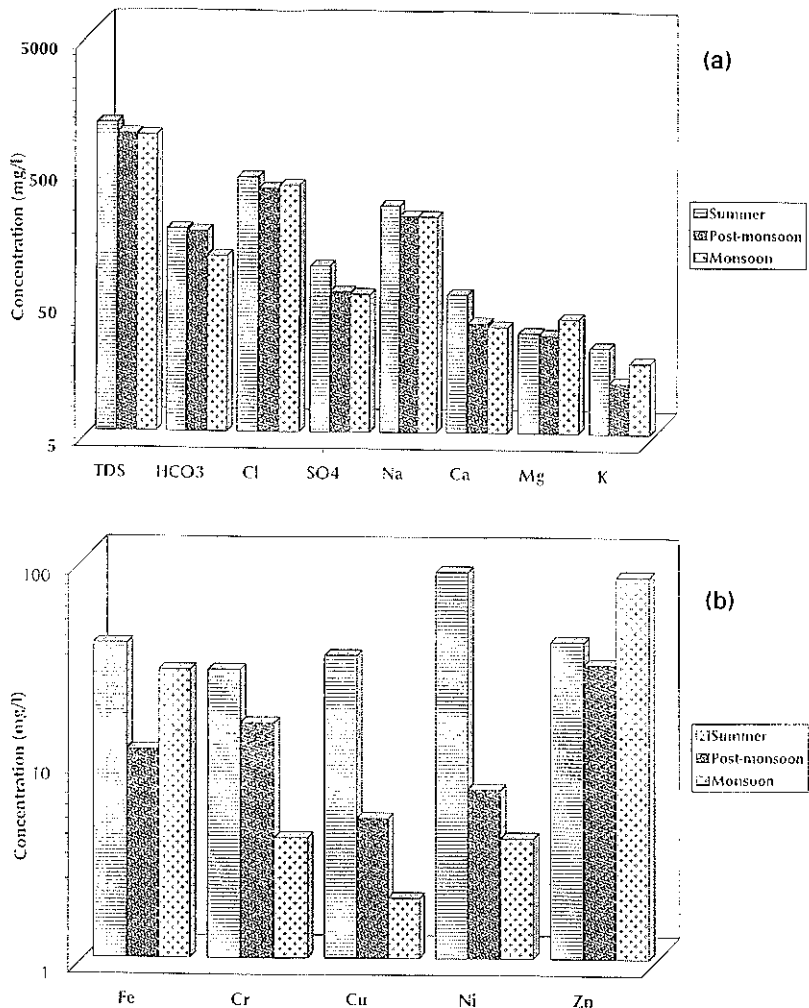 (a)
5000
500
50
5
Concentration (mg/l)
TDS HCO3 Cl SO4 Na Ca Mg K
Summer
Post-monsoon
Monsoon
(b)
100
10
1
Concentration (mg/l)
Fe Cr Cu Ni Zn
Summer
Post-monsoon
Monsoon